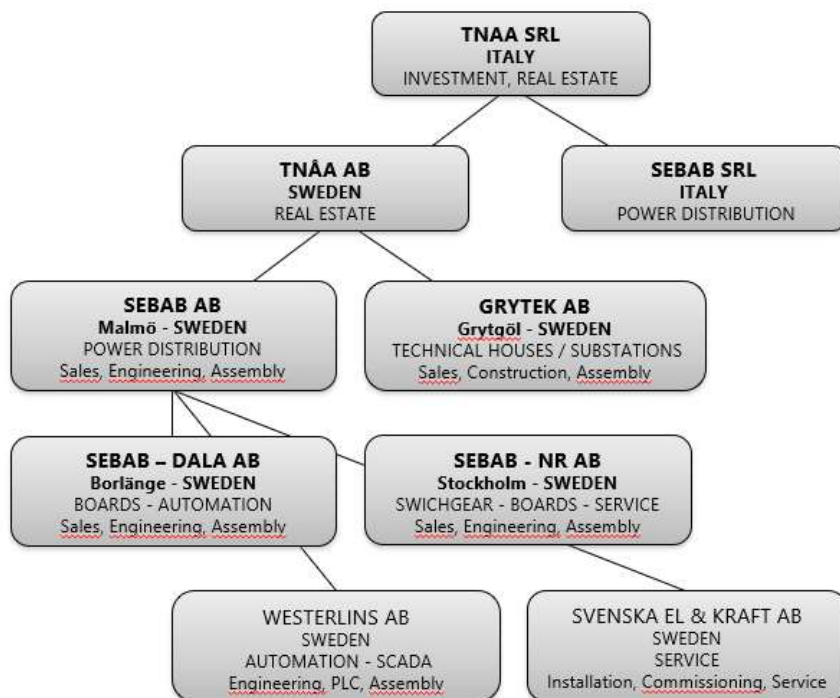 TNAA SRL
ITALY
INVESTMENT, REAL ESTATE
TNÅA AB
SWEDEN
REAL ESTATE
SEBAB SRL
ITALY
POWER DISTRIBUTION
SEBAB AB
Malmö - SWEDEN
POWER DISTRIBUTION
Sales, Engineering, Assembly
GRYTEK AB
Grytgöl - SWEDEN
TECHNICAL HOUSES / SUBSTATIONS
Sales, Construction, Assembly
SEBAB – DALA AB
Borlänge - SWEDEN
BOARDS - AUTOMATION
Sales, Engineering, Assembly
SEBAB - NR AB
Stockholm - SWEDEN
SWICHGEAR - BOARDS - SERVICE
Sales, Engineering, Assembly
WESTERLINS AB
SWEDEN
AUTOMATION - SCADA
Engineering, PLC, Assembly
SVENSKA EL & KRAFT AB
SWEDEN
SERVICE
Installation, Commissioning, Service